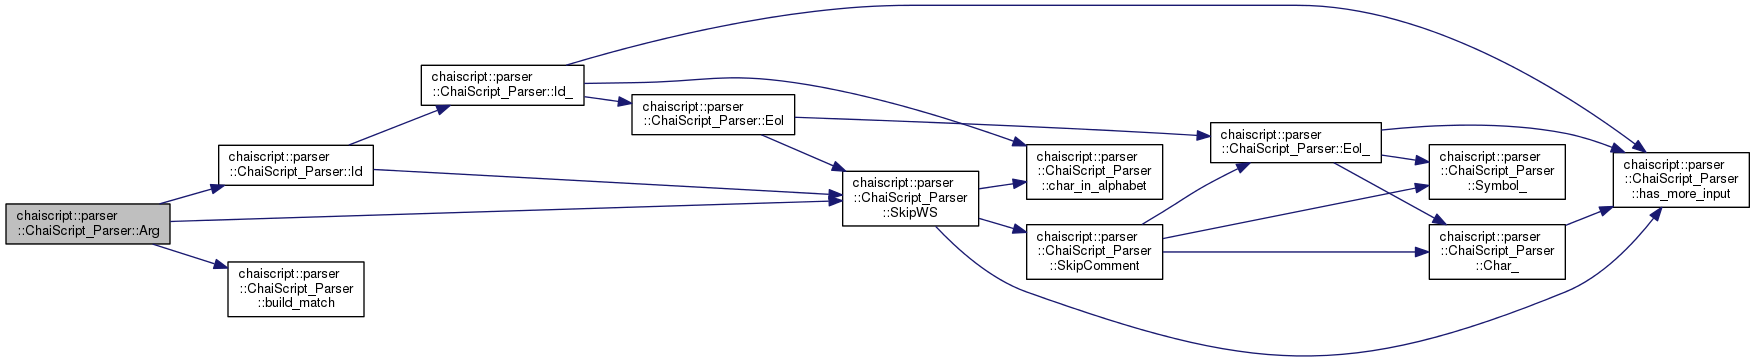 chaiscript::parser
::ChaiScript_Parser::Arg
chaiscript::parser
::ChaiScript_Parser::Id
chaiscript::parser
::ChaiScript_Parser
::build_match
chaiscript::parser
::ChaiScript_Parser::Id_
chaiscript::parser
::ChaiScript_Parser::Eol
chaiscript::parser
::ChaiScript_Parser
::SkipWS
chaiscript::parser
::ChaiScript_Parser
::char_in_alphabet
chaiscript::parser
::ChaiScript_Parser
::SkipComment
chaiscript::parser
::ChaiScript_Parser::Eol_
chaiscript::parser
::ChaiScript_Parser
::Symbol_
chaiscript::parser
::ChaiScript_Parser
::Char_
chaiscript::parser
::ChaiScript_Parser
::has_more_input